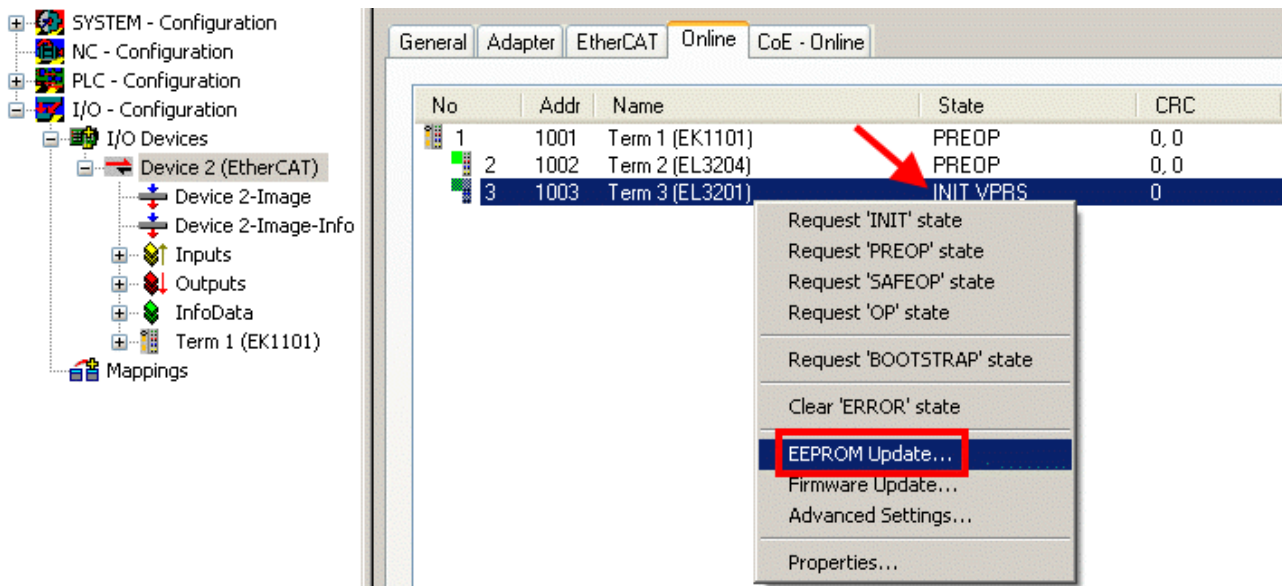 SYSTEM - Configuration
NC - Configuration
PLC - Configuration
I/O - Configuration
I/O Devices
Device 2 (EtherCAT)
Device 2-Image
Device 2-Image-Info
Inputs
Outputs
InfoData
Term 1 (EK1101)
Mappings
General Adapter EtherCAT Online CoE - Online
No Addr Name State CRC
1 1001 Term 1 (EK1101) PREOP 0, 0
2 1002 Term 2 (EL3204) PREOP 0, 0
3 1003 Term 3 (EL3201) INIT VPRS 0
Request 'INIT' state
Request 'PREOP' state
Request 'SAFEOP' state
Request 'OP' state
Request 'BOOTSTRAP' state
Clear 'ERROR' state
EEPROM Update...
Firmware Update...
Advanced Settings...
Properties...